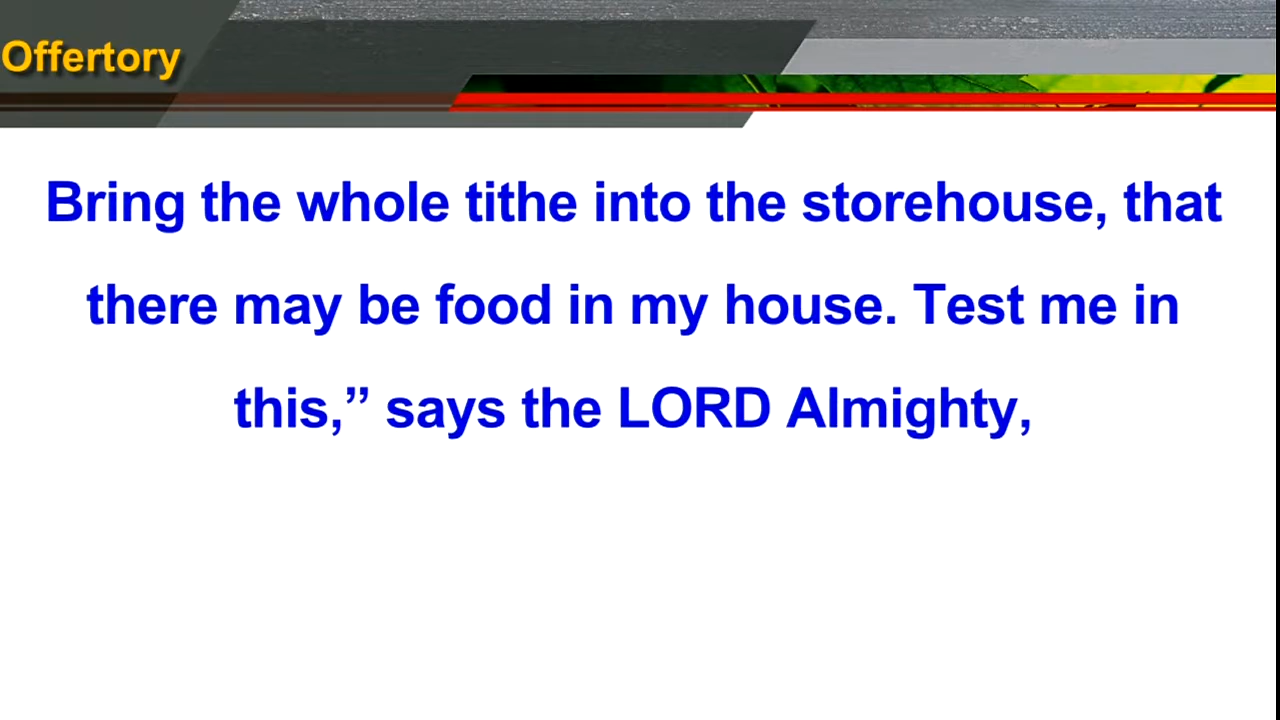 Offertory
Bring the whole tithe into the storehouse, that
there may be food in my house. Test me in
this,” says the LORD Almighty,